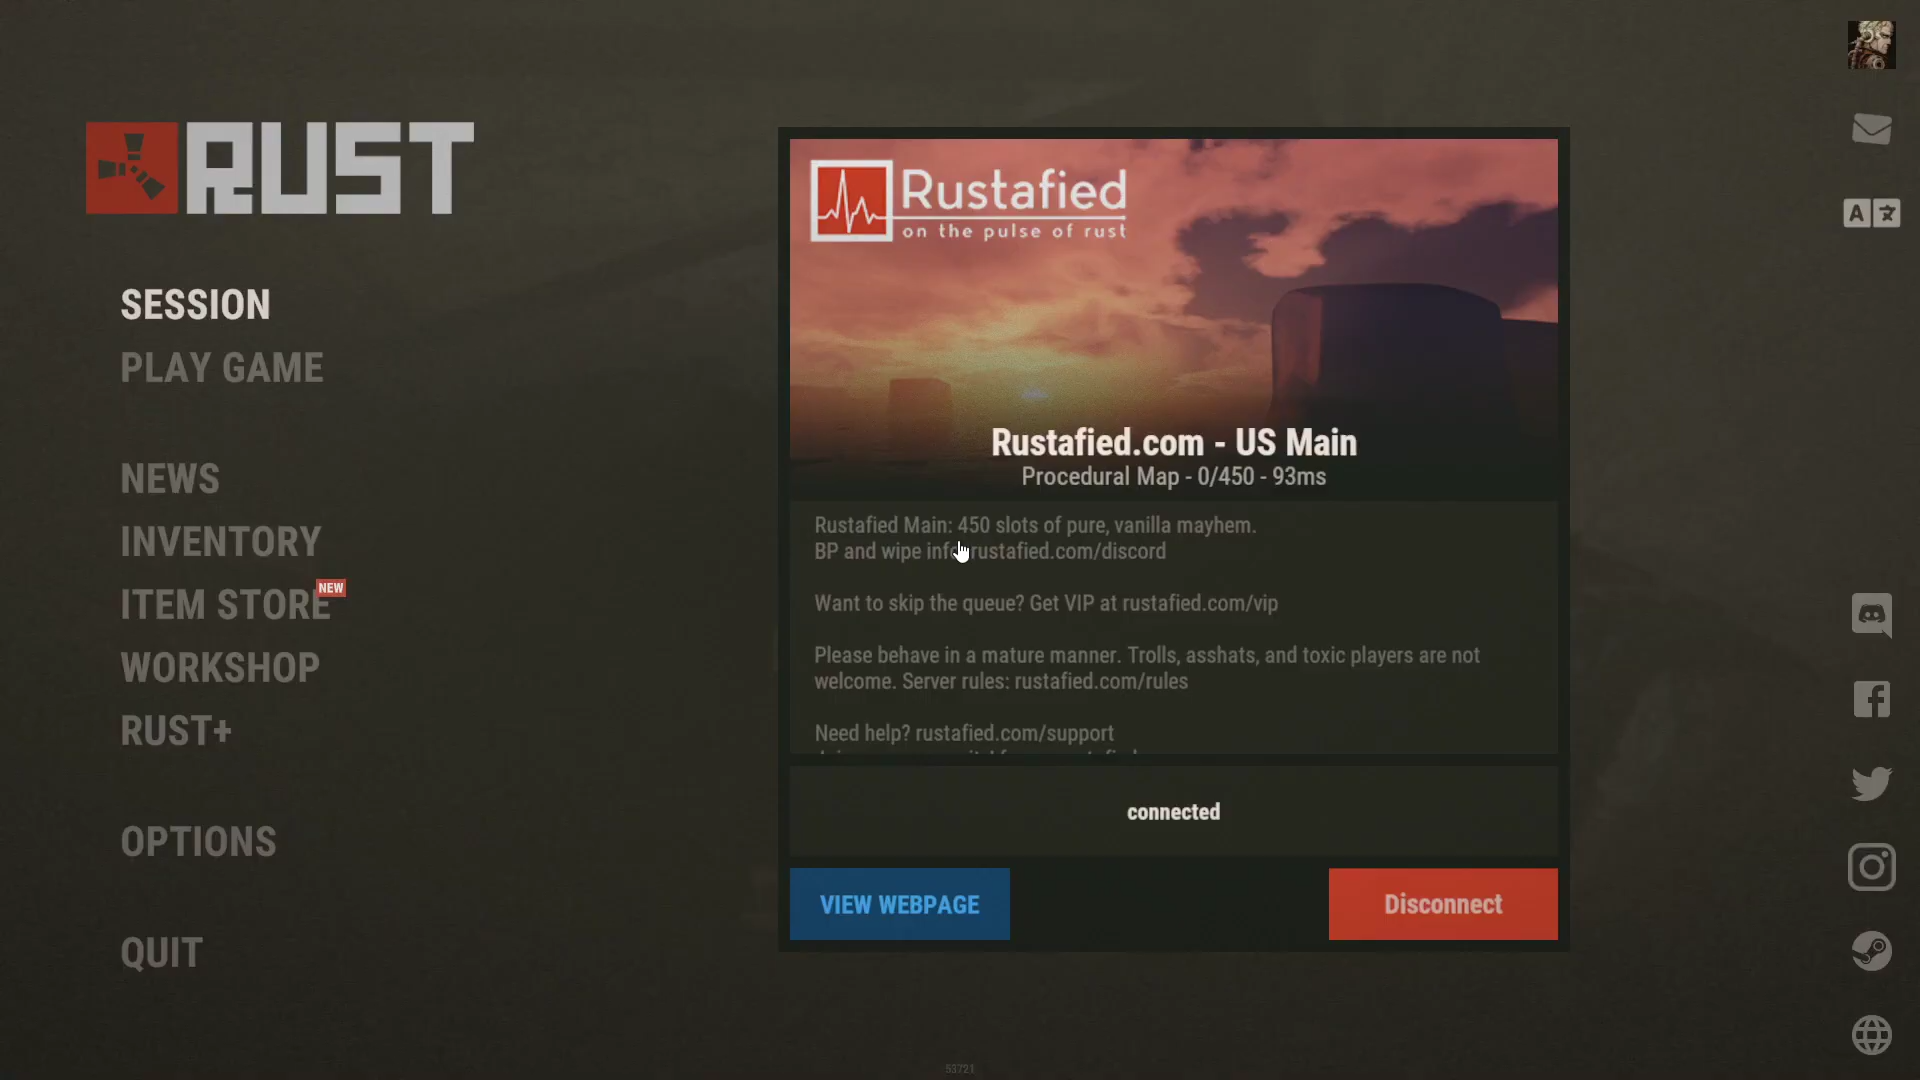 RUST
SESSION
PLAY GAME
NEWS
INVENTORY
ITEM STORE NEW
WORKSHOP
RUST+
OPTIONS
QUIT
Rustafied
on the pulse of rust
Rustafied.com - US Main
Procedural Map - 0/450 - 93ms
Rustafied Main: 450 slots of pure, vanilla mayhem.
BP and wipe info rustafied.com/discord
Want to skip the queue? Get VIP at rustafied.com/vip
Please behave in a mature manner. Trolls, asshats, and toxic players are not
welcome. Server rules: rustafied.com/rules
Need help? rustafied.com/support
connected
VIEW WEBPAGE
Disconnect
A
53721